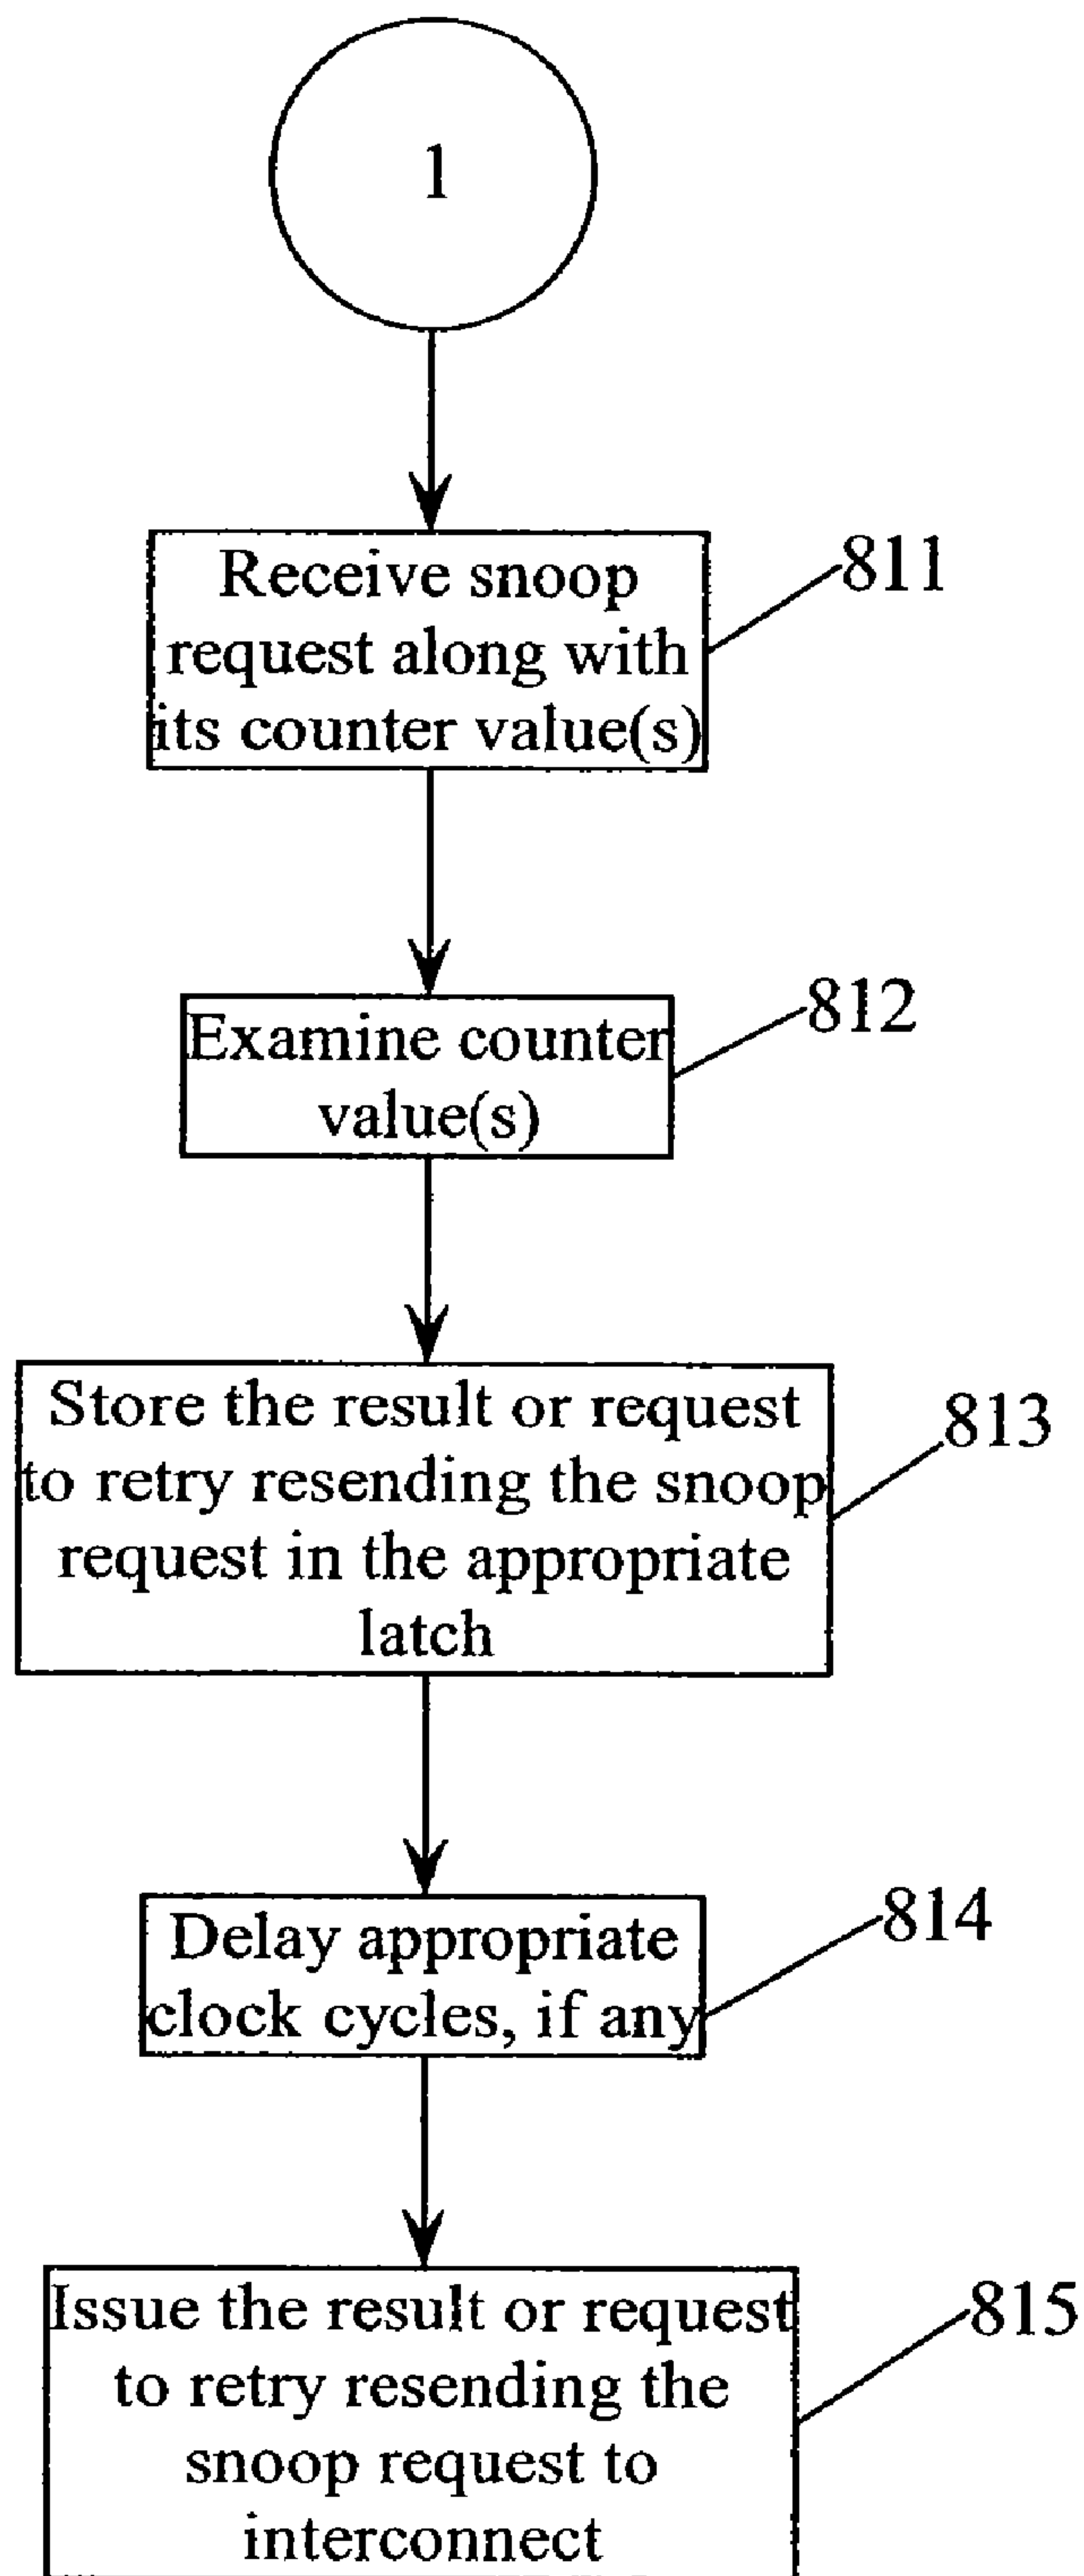 1
Receive snoop
request along with
its counter value(s)
811
Examine counter
value(s)
812
Store the result or request
to retry resending the snoop
request in the appropriate
latch
813
Delay appropriate
clock cycles, if any
814
Issue the result or request
to retry resending the
snoop request to
interconnect
815